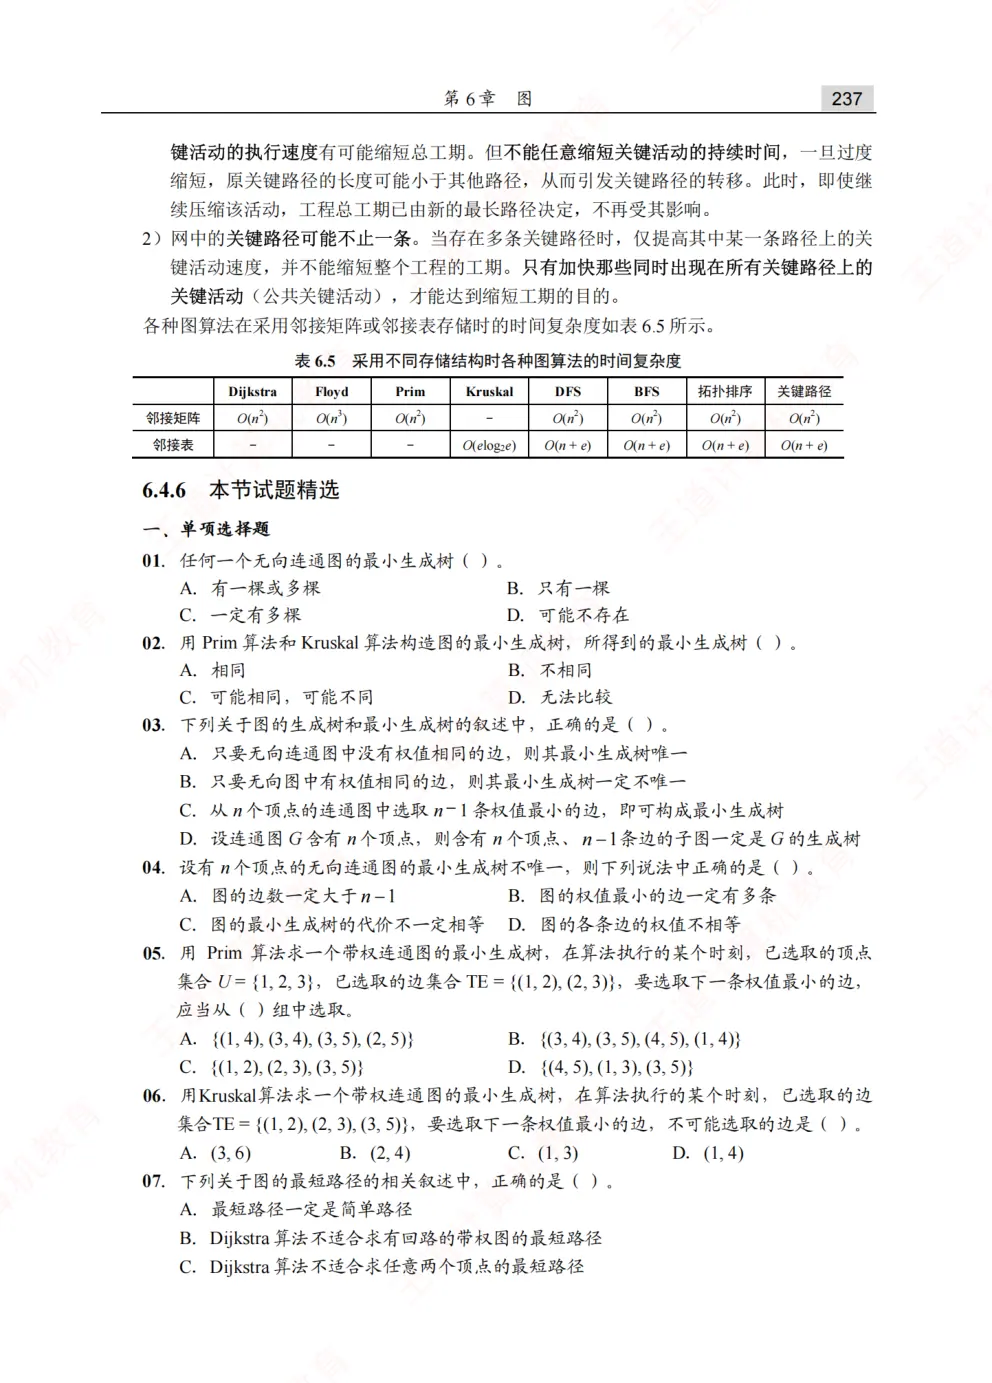 第 6 章 图 237
键活动的执行速度有可能缩短总工期。但不能任意缩短关键活动的持续时间，一旦过度
缩短，原关键路径的长度可能小于其他路径，从而引发关键路径的转移。此时，即使继
续压缩该活动，工程总工期已由新的最长路径决定，不再受其影响。
2）网中的关键路径可能不止一条。当存在多条关键路径时，仅提高其中某一条路径上的关
键活动速度，并不能缩短整个工程的工期。只有加快那些同时出现在所有关键路径上的
关键活动（公共关键活动），才能达到缩短工期的目的。
各种图算法在采用邻接矩阵或邻接表存储时的时间复杂度如表 6.5 所示。
表 6.5 采用不同存储结构时各种图算法的时间复杂度
Dijkstra Floyd Prim Kruskal DFS BFS 拓扑排序 关键路径
邻接矩阵 O(n²) O(n³) O(n²) - O(n²) O(n²) O(n²) O(n²)
邻接表 - - - O(elog₂e) O(n + e) O(n + e) O(n + e) O(n + e)
6.4.6 本节试题精选
一、单项选择题
01. 任何一个无向连通图的最小生成树（ ）。
A. 有一棵或多棵 B. 只有一棵
C. 一定有多棵 D. 可能不存在
02. 用 Prim 算法和 Kruskal 算法构造图的最小生成树，所得到的最小生成树（ ）。
A. 相同 B. 不相同
C. 可能相同，可能不同 D. 无法比较
03. 下列关于图的生成树和最小生成树的叙述中，正确的是（ ）。
A. 只要无向连通图中没有权值相同的边，则其最小生成树唯一
B. 只要无向图中有权值相同的边，则其最小生成树一定不唯一
C. 从 n 个顶点的连通图中选取 n−1 条权值最小的边，即可构成最小生成树
D. 设连通图 G 含有 n 个顶点，则含有 n 个顶点、n−1 条边的子图一定是 G 的生成树
04. 设有 n 个顶点的无向连通图的最小生成树不唯一，则下列说法中正确的是（ ）。
A. 图的边数一定大于 n−1 B. 图的权值最小的边一定有多条
C. 图的最小生成树的代价不一定相等 D. 图的各条边的权值不相等
05. 用 Prim 算法求一个带权连通图的最小生成树，在算法执行的某个时刻，已选取的顶点
集合 U = {1, 2, 3}，已选取的边集合 TE = {(1, 2), (2, 3)}，要选取下一条权值最小的边，
应当从（ ）组中选取。
A. {(1, 4), (3, 4), (3, 5), (2, 5)} B. {(3, 4), (3, 5), (4, 5), (1, 4)}
C. {(1, 2), (2, 3), (3, 5)} D. {(4, 5), (1, 3), (3, 5)}
06. 用Kruskal算法求一个带权连通图的最小生成树，在算法执行的某个时刻，已选取的边
集合TE = {(1, 2), (2, 3), (3, 5)}，要选取下一条权值最小的边，不可能选取的边是（ ）。
A. (3, 6) B. (2, 4) C. (1, 3) D. (1, 4)
07. 下列关于图的最短路径的相关叙述中，正确的是（ ）。
A. 最短路径一定是简单路径
B. Dijkstra 算法不适合求有回路的带权图的最短路径
C. Dijkstra 算法不适合求任意两个顶点的最短路径